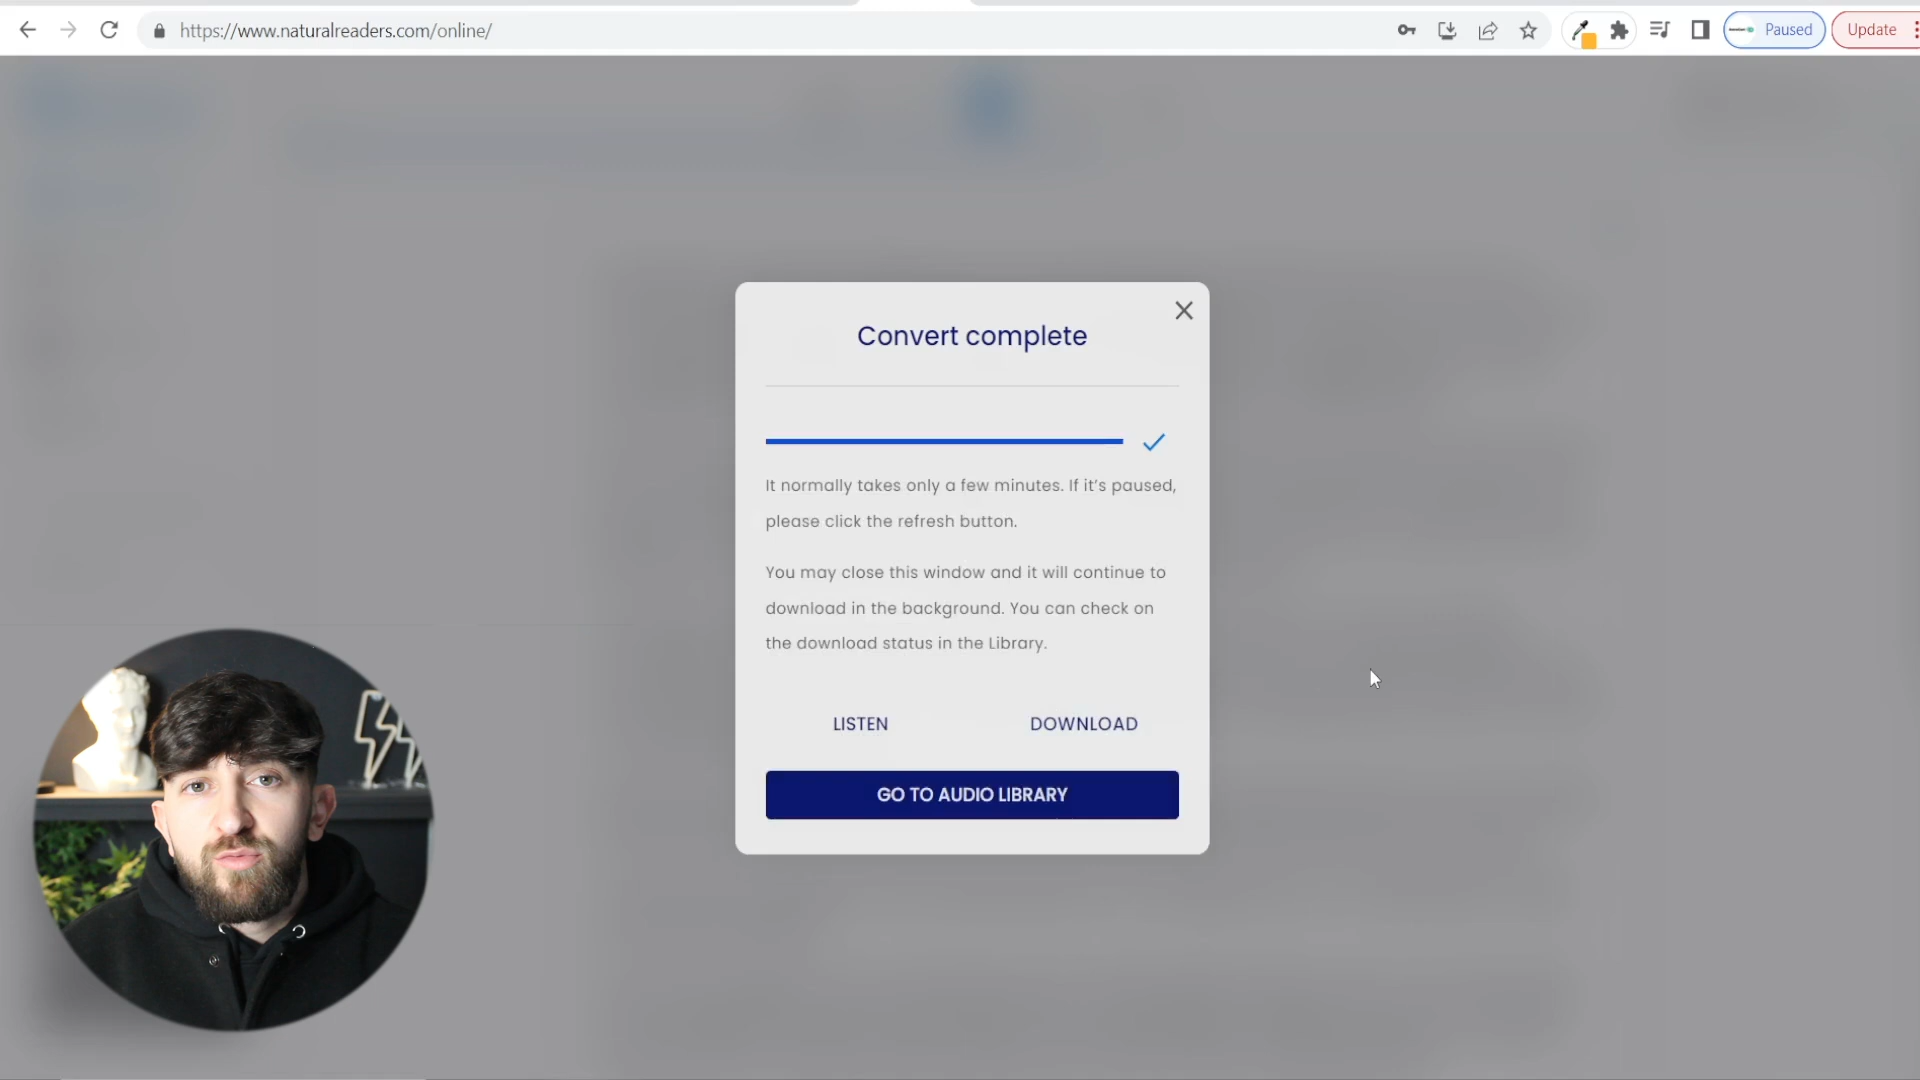 https://www.naturalreaders.com/online/
Paused
Update
Convert complete
It normally takes only a few minutes. If it's paused,
please click the refresh button.
You may close this window and it will continue to
download in the background. You can check on
the download status in the Library.
LISTEN
DOWNLOAD
GO TO AUDIO LIBRARY